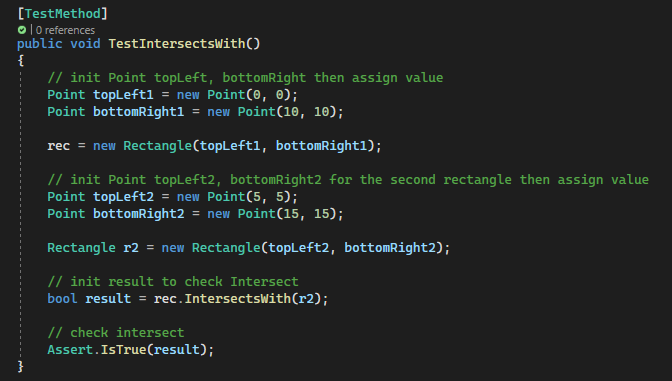 [TestMethod]
| 0 references
public void TestIntersectsWith()
{
// init Point topLeft, bottomRight then assign value
Point topLeft1 = new Point(0, 0);
Point bottomRight1 = new Point(10, 10);
rec = new Rectangle(topLeft1, bottomRight1);
// init Point topLeft2, bottomRight2 for the second rectangle then assign value
Point topLeft2 = new Point(5, 5);
Point bottomRight2 = new Point(15, 15);
Rectangle r2 = new Rectangle(topLeft2, bottomRight2);
// init result to check Intersect
bool result = rec.IntersectsWith(r2);
// check intersect
Assert.IsTrue(result);
}